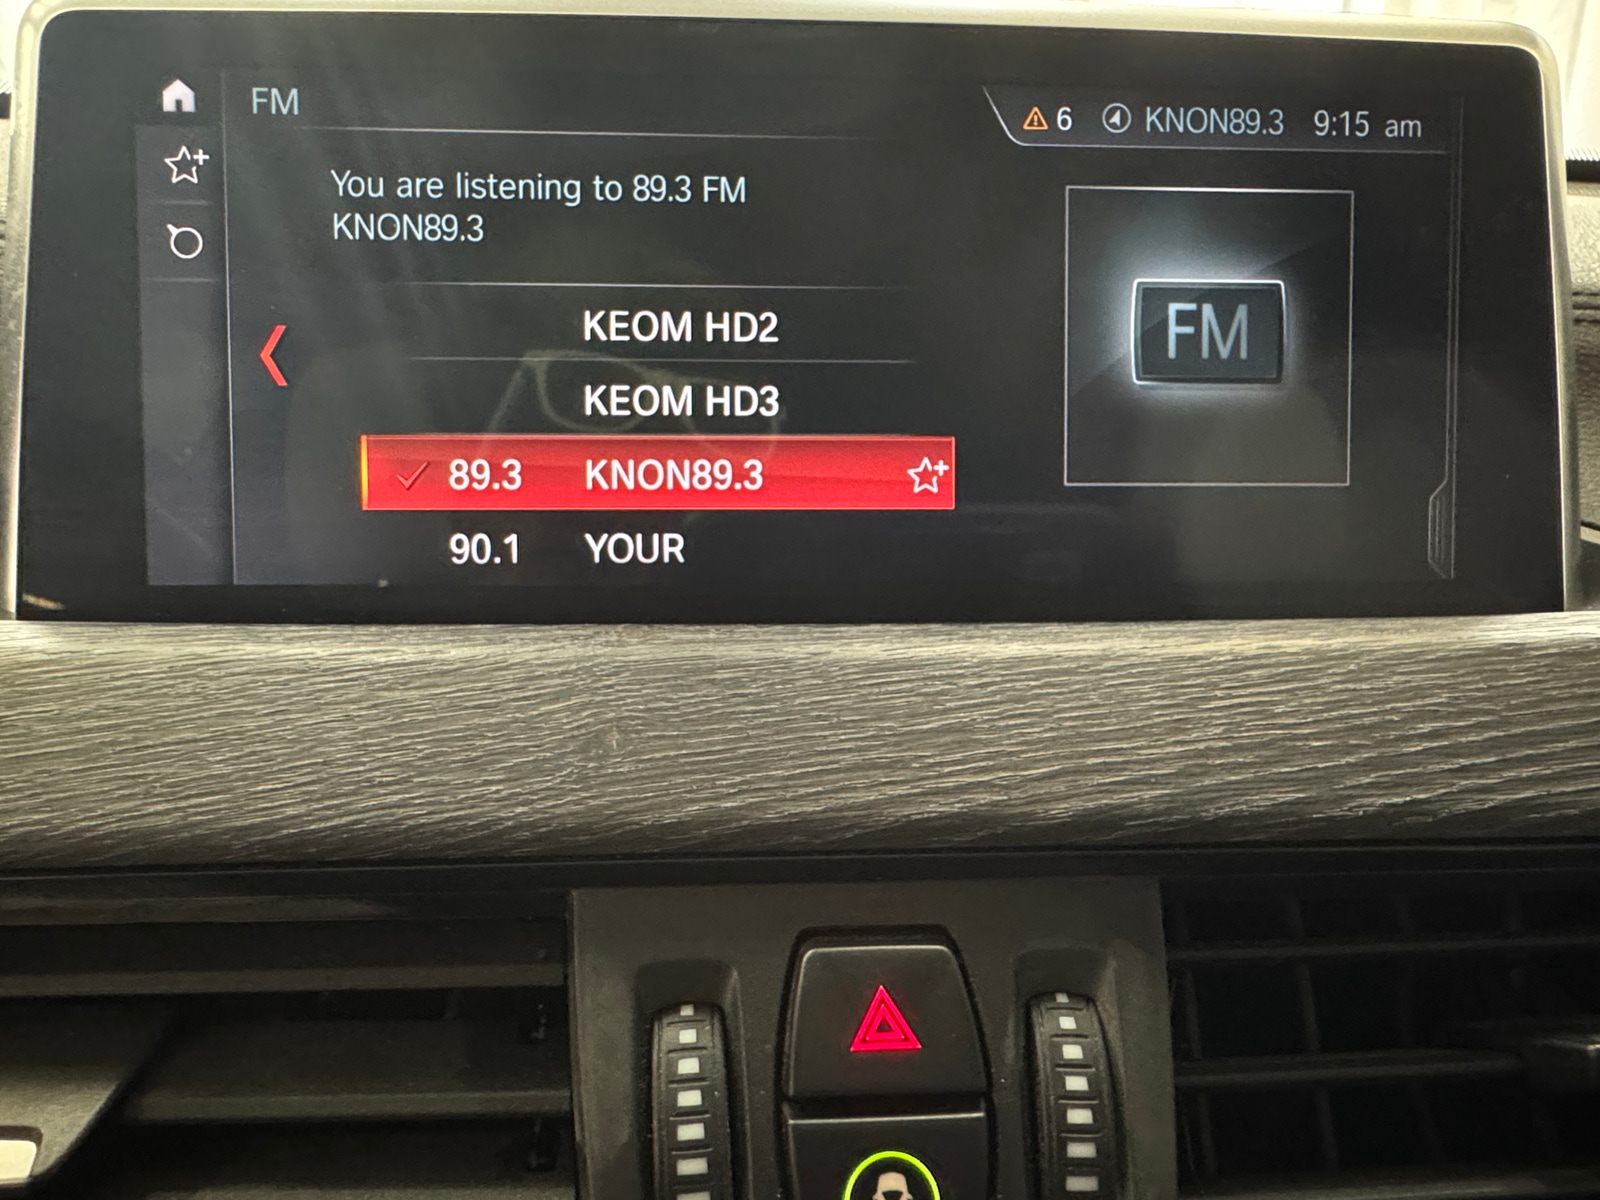 FM
6 KNON89.3 9:15 am
You are listening to 89.3 FM
KNON89.3
KEOM HD2
KEOM HD3
89.3 KNON89.3
90.1 YOUR
FM